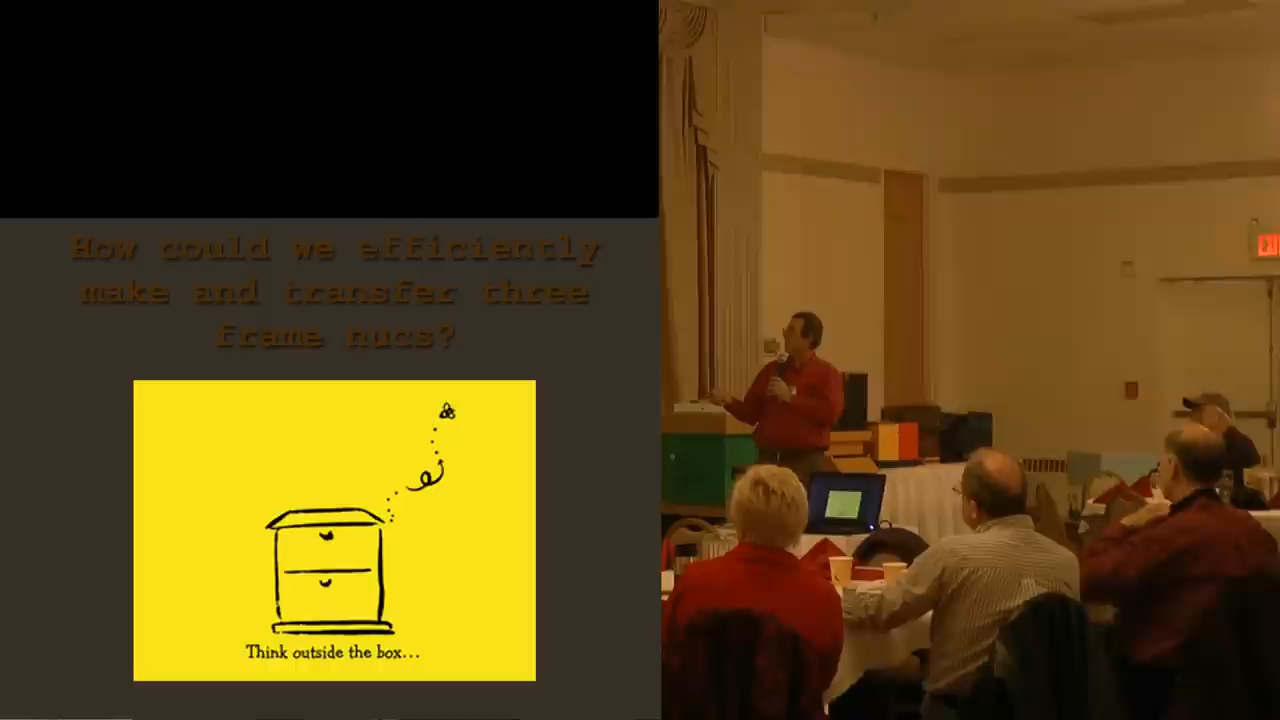 How could we efficiently
make and transfer three
frame nucs?
Think outside the box...